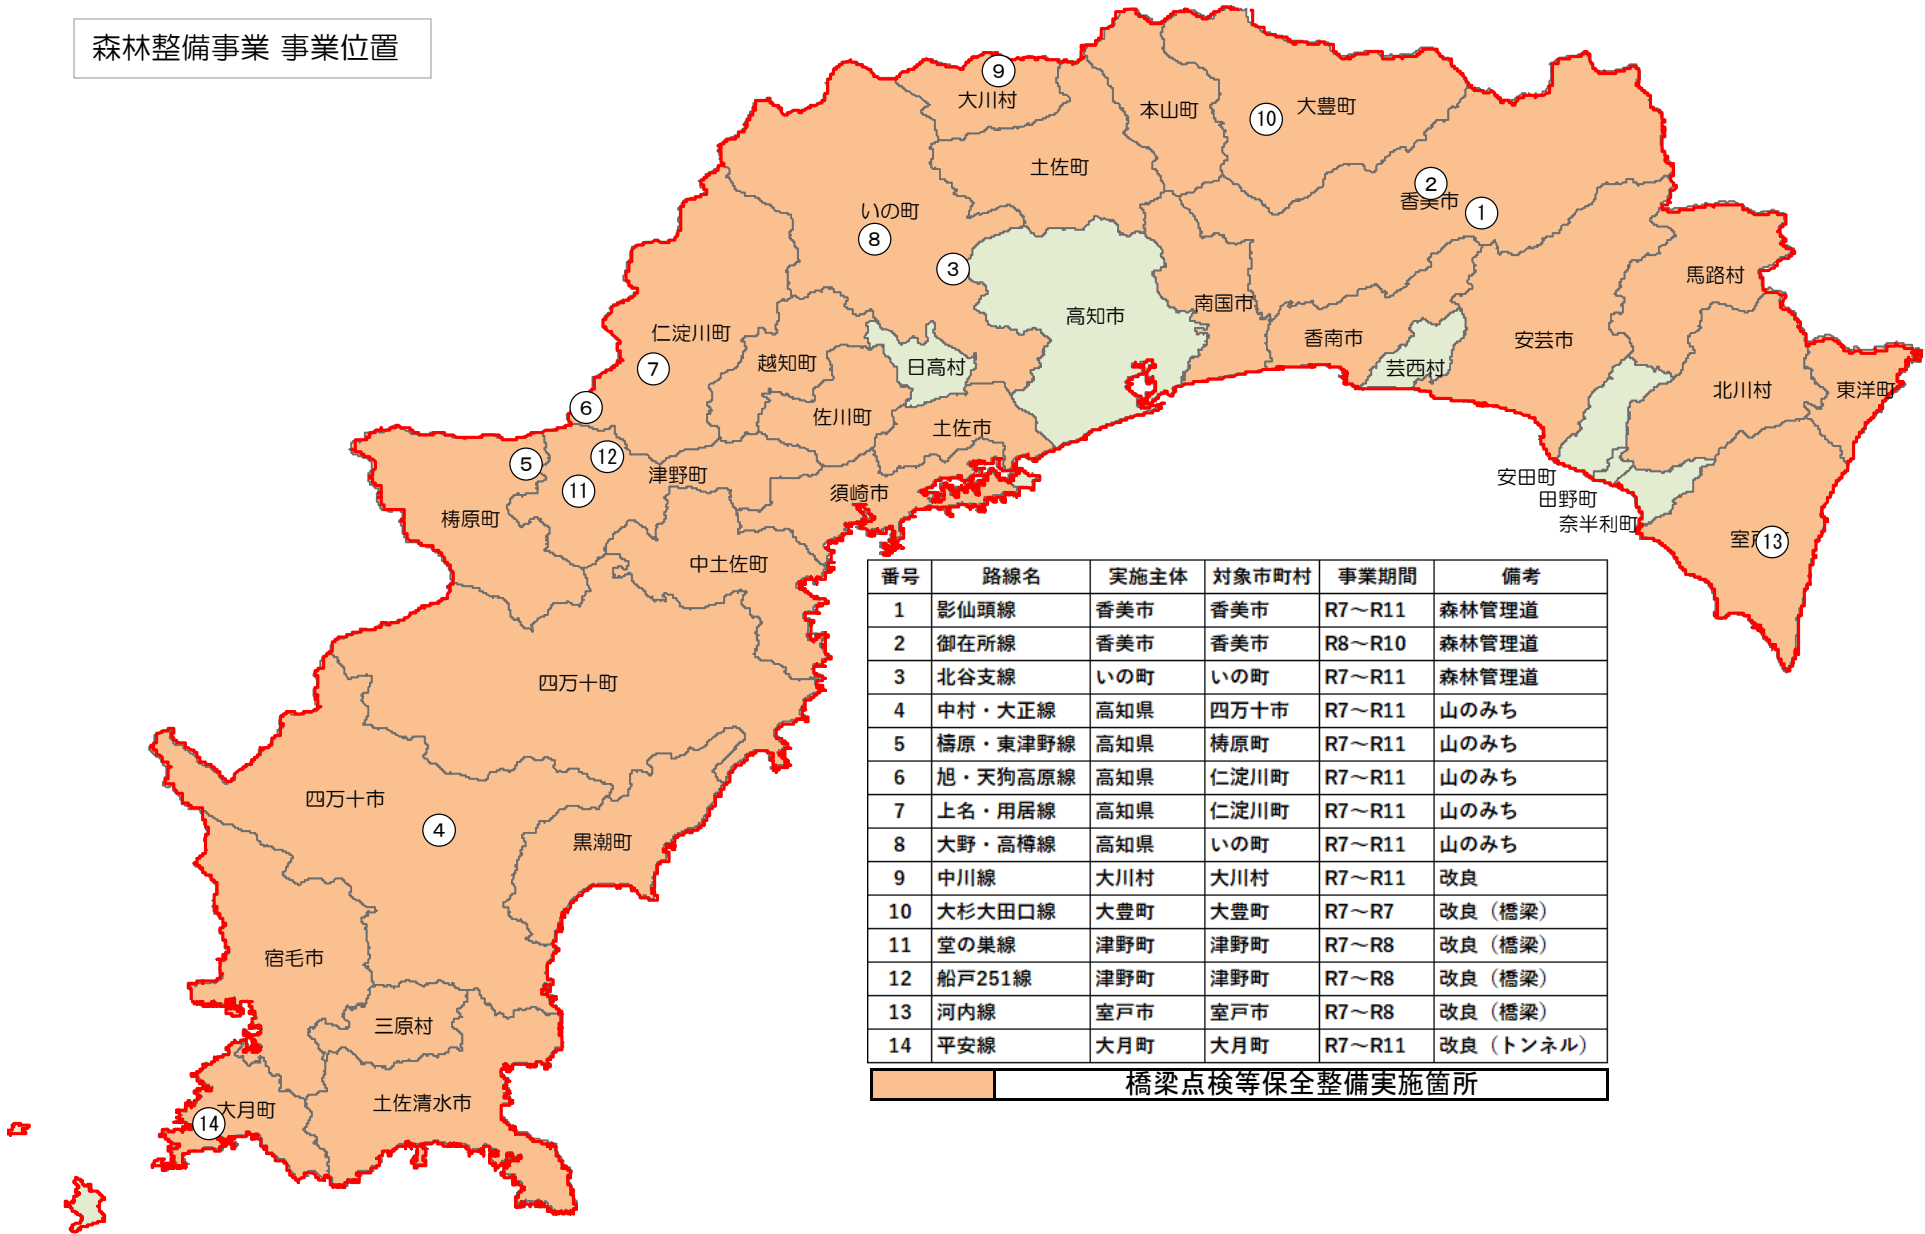 森林整備事業 事業位置
⑨
大川村
本山町
⑩
大豊町
土佐町
②
香美市
①
いの町
⑧
③
馬路村
南国市
高知市
仁淀川町
香南市
安芸市
越知町
日高村
芸西村
⑦
北川村
東洋町
⑥
佐川町
土佐市
⑫
⑤
津野町
安田町
⑪
須崎市
田野町
梼原町
奈半利町
室戸
⑬
中土佐町
四万十町
四万十市
④
黒潮町
宿毛市
三原村
土佐清水市
大月町
⑭
番号 路線名 実施主体 対象市町村 事業期間 備考
1 影仙頭線 香美市 香美市 R7～R11 森林管理道
2 御在所線 香美市 香美市 R8～R10 森林管理道
3 北谷支線 いの町 いの町 R7～R11 森林管理道
4 中村・大正線 高知県 四万十市 R7～R11 山のみち
5 檮原・東津野線 高知県 梼原町 R7～R11 山のみち
6 旭・天狗高原線 高知県 仁淀川町 R7～R11 山のみち
7 上名・用居線 高知県 仁淀川町 R7～R11 山のみち
8 大野・高樽線 高知県 いの町 R7～R11 山のみち
9 中川線 大川村 大川村 R7～R11 改良
10 大杉大田口線 大豊町 大豊町 R7～R7 改良（橋梁）
11 堂の巣線 津野町 津野町 R7～R8 改良（橋梁）
12 船戸251線 津野町 津野町 R7～R8 改良（橋梁）
13 河内線 室戸市 室戸市 R7～R8 改良（橋梁）
14 平安線 大月町 大月町 R7～R11 改良（トンネル）
橋梁点検等保全整備実施箇所